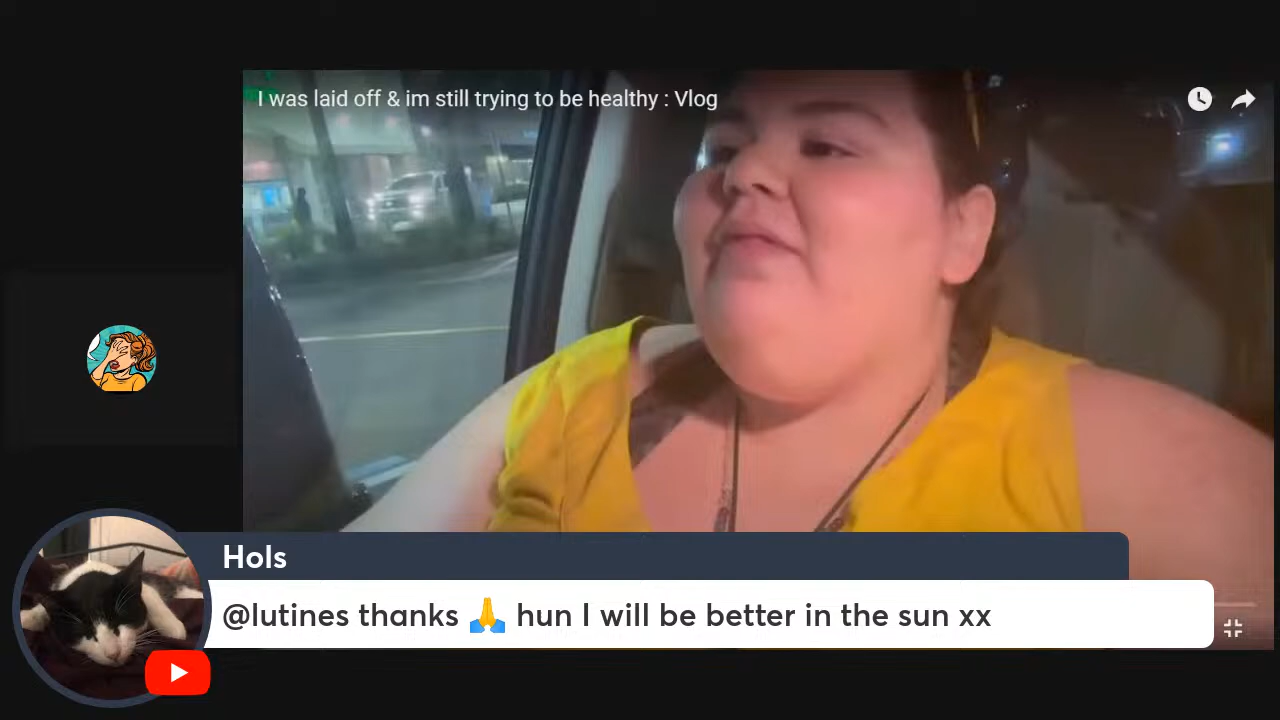 I was laid off & im still trying to be healthy : Vlog
Hols
@lutines thanks 🙏 hun I will be better in the sun xx